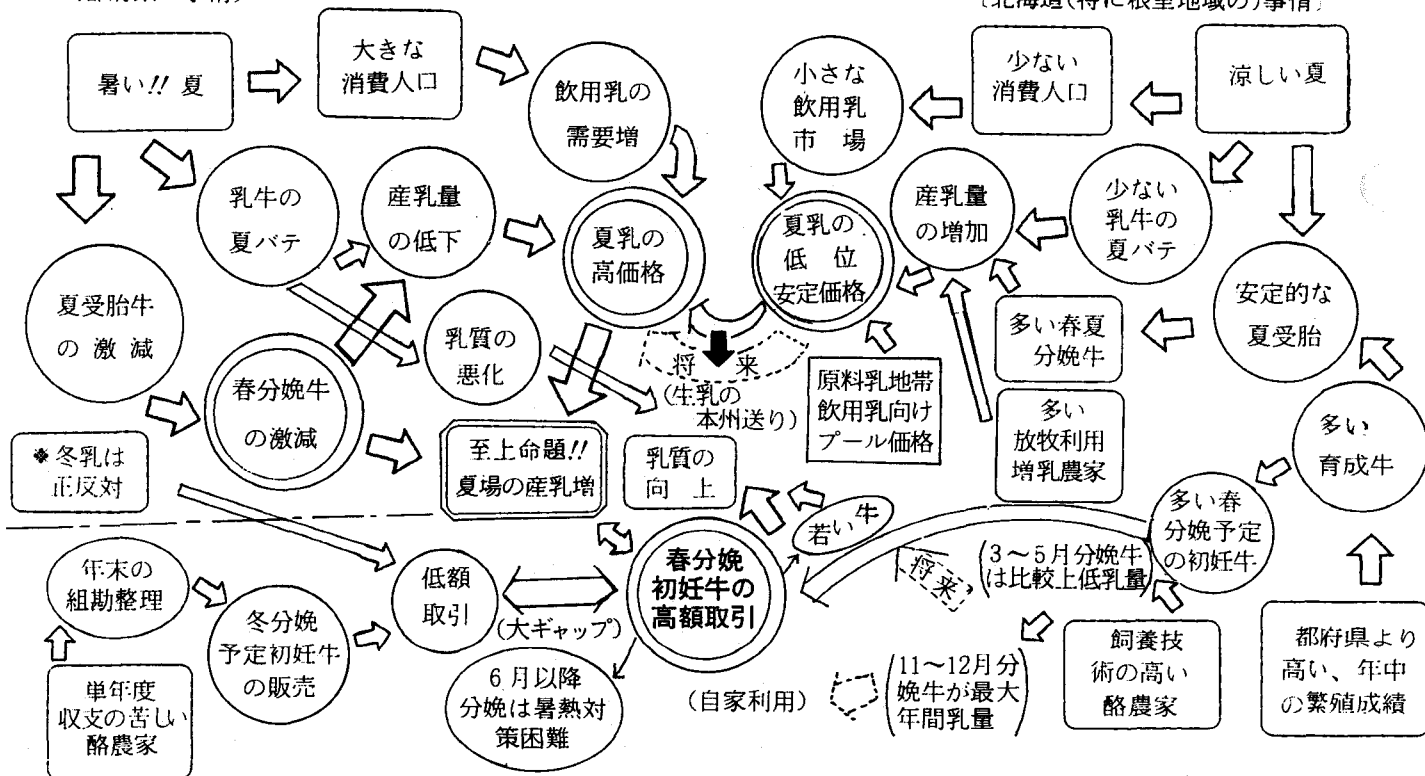 〔北海道(特に根室地域の)事情〕
暑い!! 夏
大きな
消費人口
飲用乳の
需要増
小さな
飲用乳
市場
少ない
消費人口
涼しい夏
乳牛の
夏バテ
産乳量
の低下
夏乳の
高価格
夏乳の
低位
安定価格
産乳量
の増加
少ない
乳牛の
夏バテ
夏受胎牛
の激減
乳質の
悪化
将来
(生乳の
本州送り)
多い春夏
分娩牛
安定的な
夏受胎
春分娩牛
の激減
原料乳地帯
飲用乳向け
プール価格
多い
放牧利用
増乳農家
多い
育成牛
*冬乳は
正反対
至上命題!!
夏場の産乳増
乳質の
向上
若い牛
多い春
分娩予定
の初妊牛
年末の
組勘整理
低額
取引
(大ギャップ)
春分娩
初妊牛の
高額取引
将来
(3〜5月分娩牛
は比較上低乳量)
冬分娩
予定初妊牛
の販売
単年度
収支の苦しい
酪農家
6月以降
分娩は暑熱対
策困難
(自家利用)
(11〜12月分
娩牛が最大
年間乳量)
飼養技
術の高い
酪農家
都府県より
高い、年中
の繁殖成績